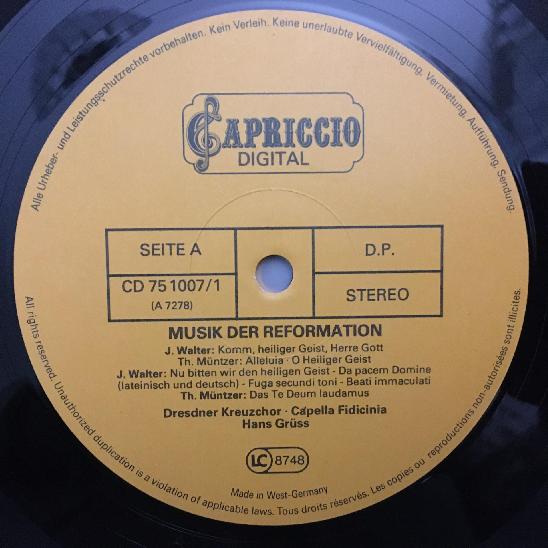 Alle Urheber- und Leistungsschutzrechte vorbehalten. Kein Verleih. Keine unerlaubte Vervielfältigung, Vermietung, Aufführung, Sendung.
CAPRICCIO
DIGITAL
SEITE A
D.P.
CD 75 1007/1
(A 7278)
STEREO
MUSIK DER REFORMATION
J. Walter: Komm, heiliger Geist, Herre Gott
Th. Müntzer: Alleluia · O Heiliger Geist
J. Walter: Nu bitten wir den heiligen Geist - Da pacem Domine
(lateinisch und deutsch) - Fuga secundi toni - Beati immaculati
Th. Müntzer: Das Te Deum laudamus
Dresdner Kreuzchor · Capella Fidicinia
Hans Grüss
LC 8748
Made in West-Germany
All rights reserved. Unauthorized duplication is a violation of applicable laws. Tous droits réservés. Les copies ou reproductions non-autorisées sont illicites.